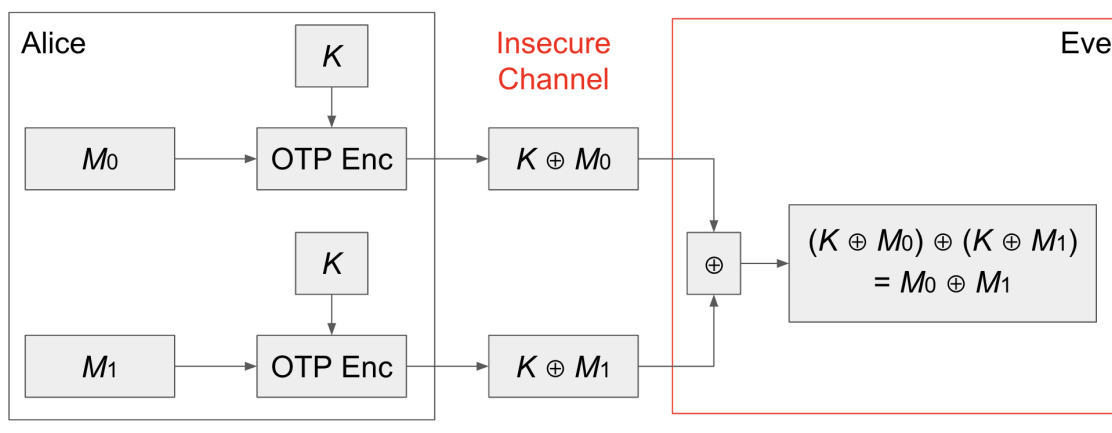 Alice
K
Insecure
Channel
Eve
M0
OTP Enc
K ⊕ M0
(K ⊕ M0) ⊕ (K ⊕ M1)
= M0 ⊕ M1
⊕
K
M1
OTP Enc
K ⊕ M1